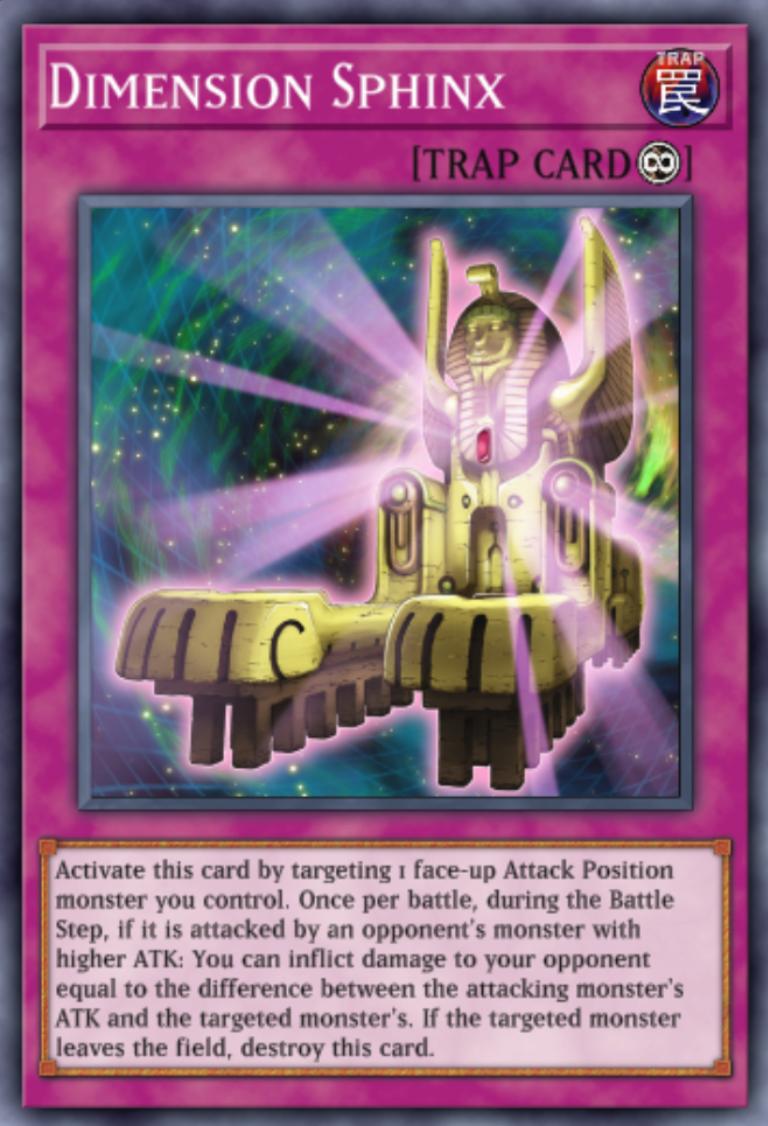 Dimension Sphinx
TRAP
罠
[TRAP CARD]
Activate this card by targeting 1 face-up Attack Position
monster you control. Once per battle, during the Battle
Step, if it is attacked by an opponent's monster with
higher ATK: You can inflict damage to your opponent
equal to the difference between the attacking monster's
ATK and the targeted monster's. If the targeted monster
leaves the field, destroy this card.